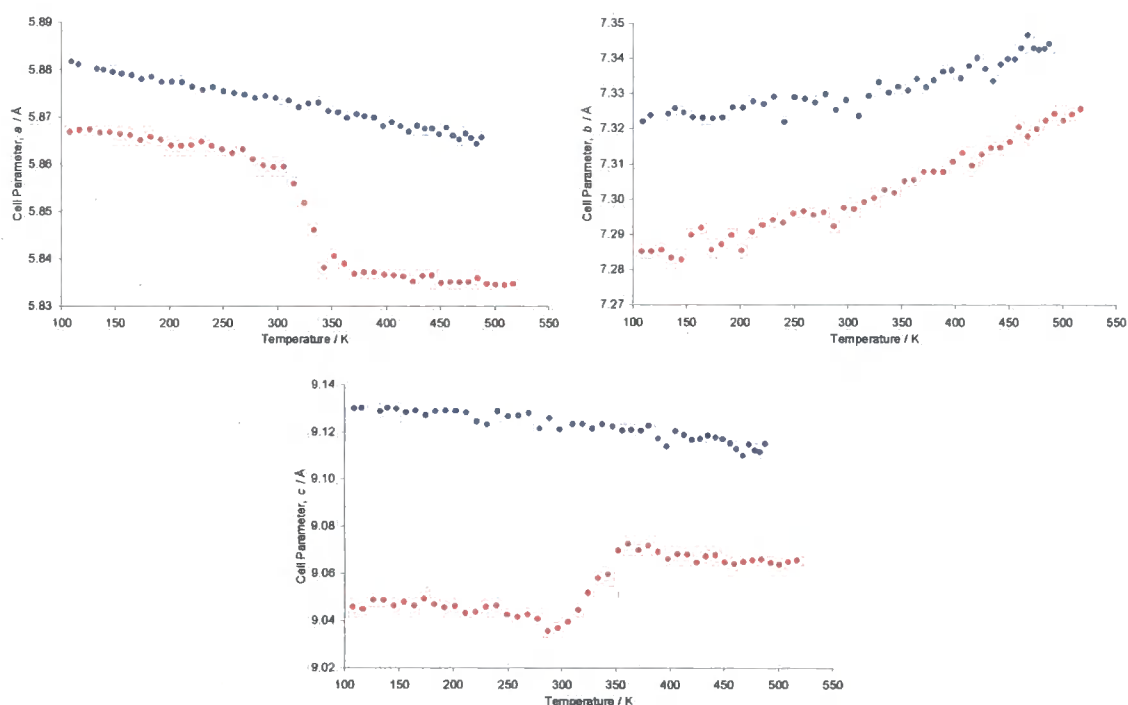 Cell Parameter, a / Å
5.89
5.88
5.87
5.86
5.85
5.84
5.83
100 150 200 250 300 350 400 450 500 550
Temperature / K
Cell Parameter, b / Å
7.35
7.34
7.33
7.32
7.31
7.30
7.29
7.28
7.27
100 150 200 250 300 350 400 450 500 550
Temperature / K
Cell Parameter, c / Å
9.14
9.12
9.10
9.08
9.06
9.04
9.02
100 150 200 250 300 350 400 450 500 550
Temperature / K